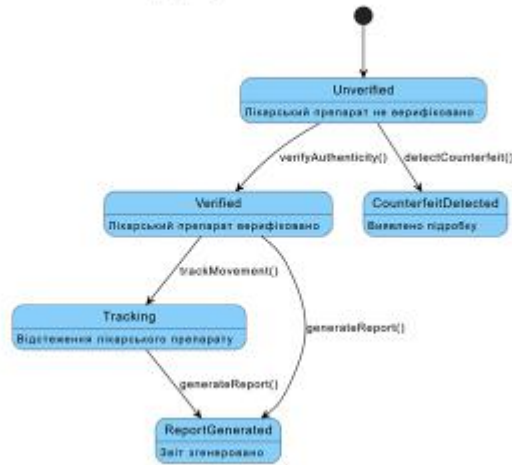 Unverified
Лікарський препарат не верифіковано
verifyAuthenticity()
detectCounterfeit()
Verified
Лікарський препарат верифіковано
CounterfeitDetected
Виявлено підробку
trackMovement()
Tracking
Відстеження лікарського препарату
generateReport()
generateReport()
ReportGenerated
Звіт згенеровано